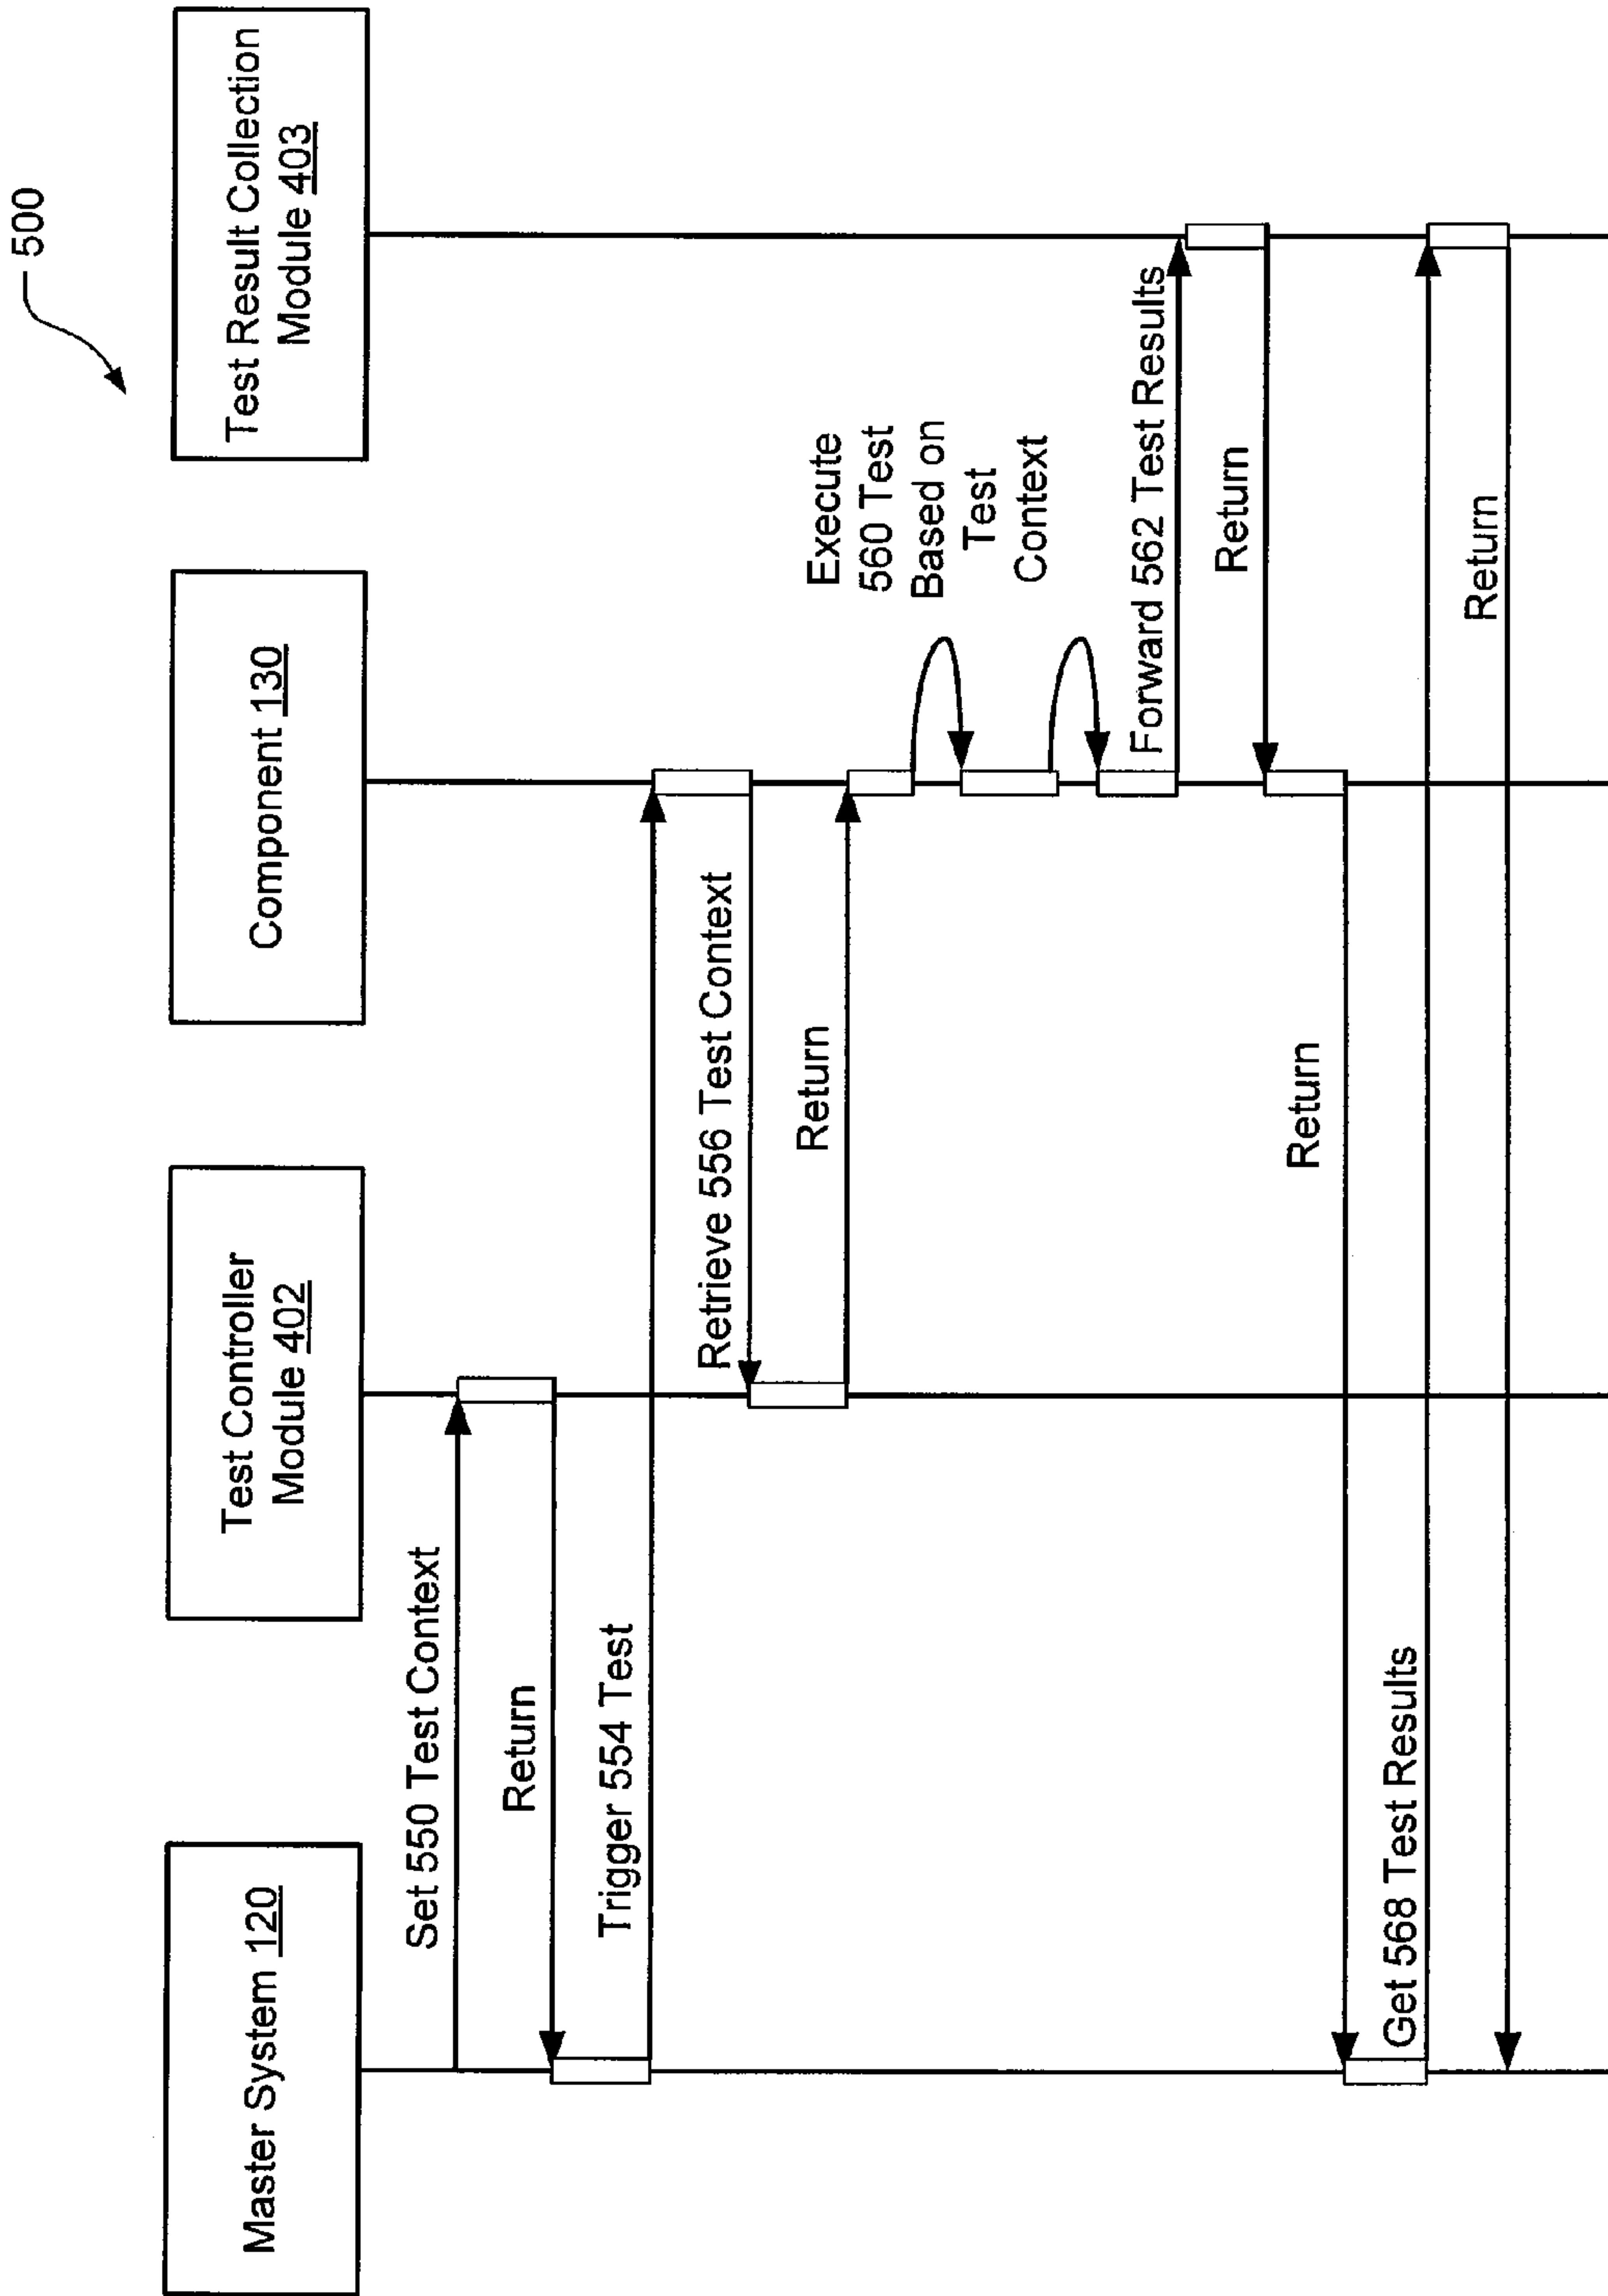 500
Master System 120
Test Controller
Module 402
Component 130
Test Result Collection
Module 403
Set 550 Test Context
Return
Trigger 554 Test
Retrieve 556 Test Context
Return
Execute
560 Test
Based on
Test
Context
Forward 562 Test Results
Return
Return
Get 568 Test Results
Return